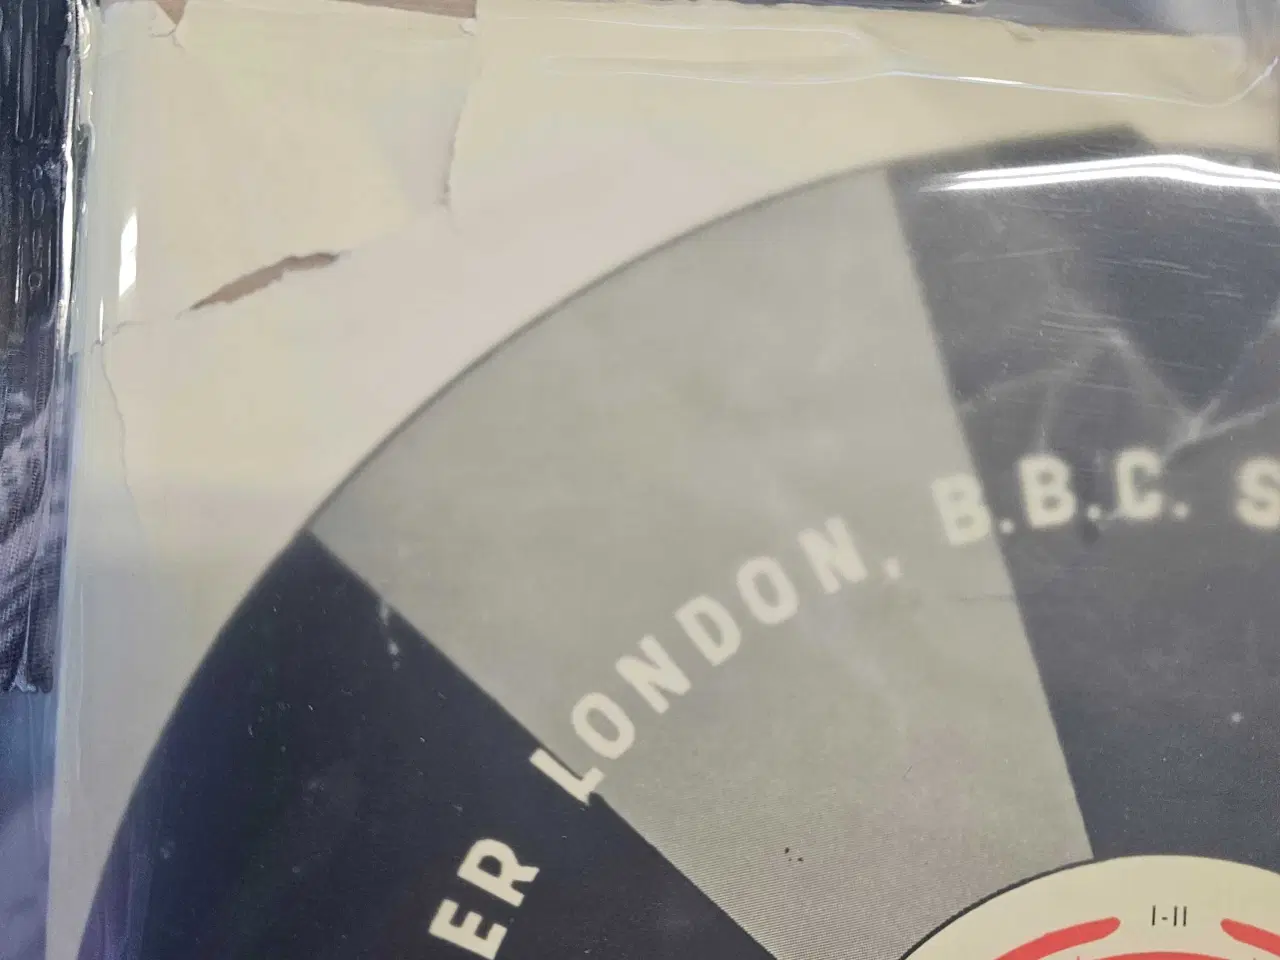 ER LONDON, B.B.C. S
I-II